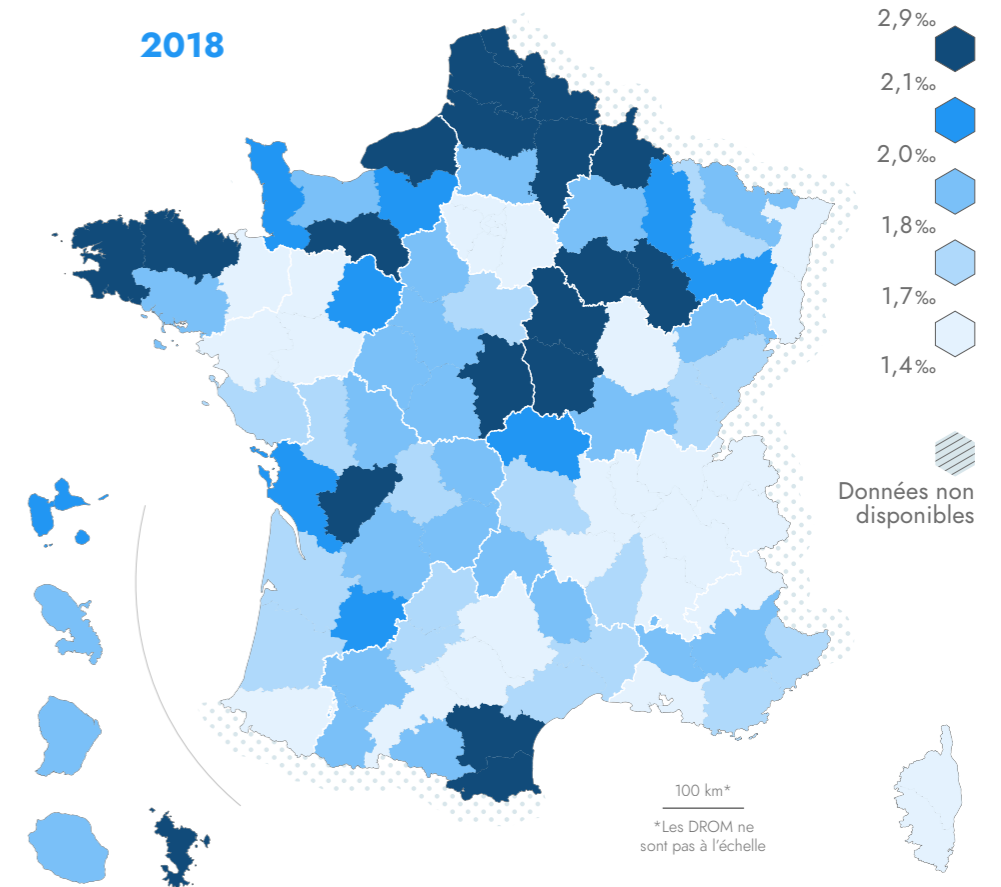 2018
2,9‰
2,1‰
2,0‰
1,8‰
1,7‰
1,4‰
Données non
disponibles
100 km*
*Les DROM ne
sont pas à l'échelle